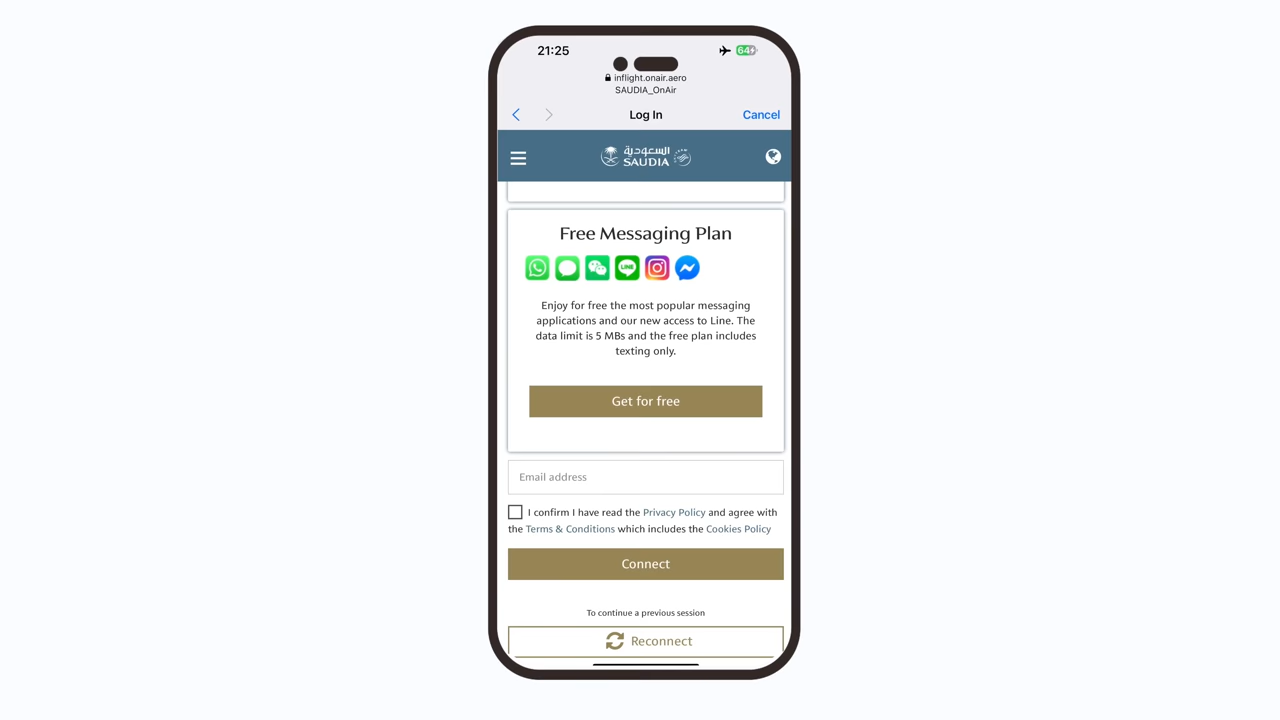 21:25
64
inflight.onair.aero
SAUDIA_OnAir
Log In
Cancel
السعودية
SAUDIA
Free Messaging Plan
LINE
Enjoy for free the most popular messaging
applications and our new access to Line. The
data limit is 5 MBs and the free plan includes
texting only.
Get for free
Email address
I confirm I have read the Privacy Policy and agree with
the Terms & Conditions which includes the Cookies Policy
Connect
To continue a previous session
Reconnect